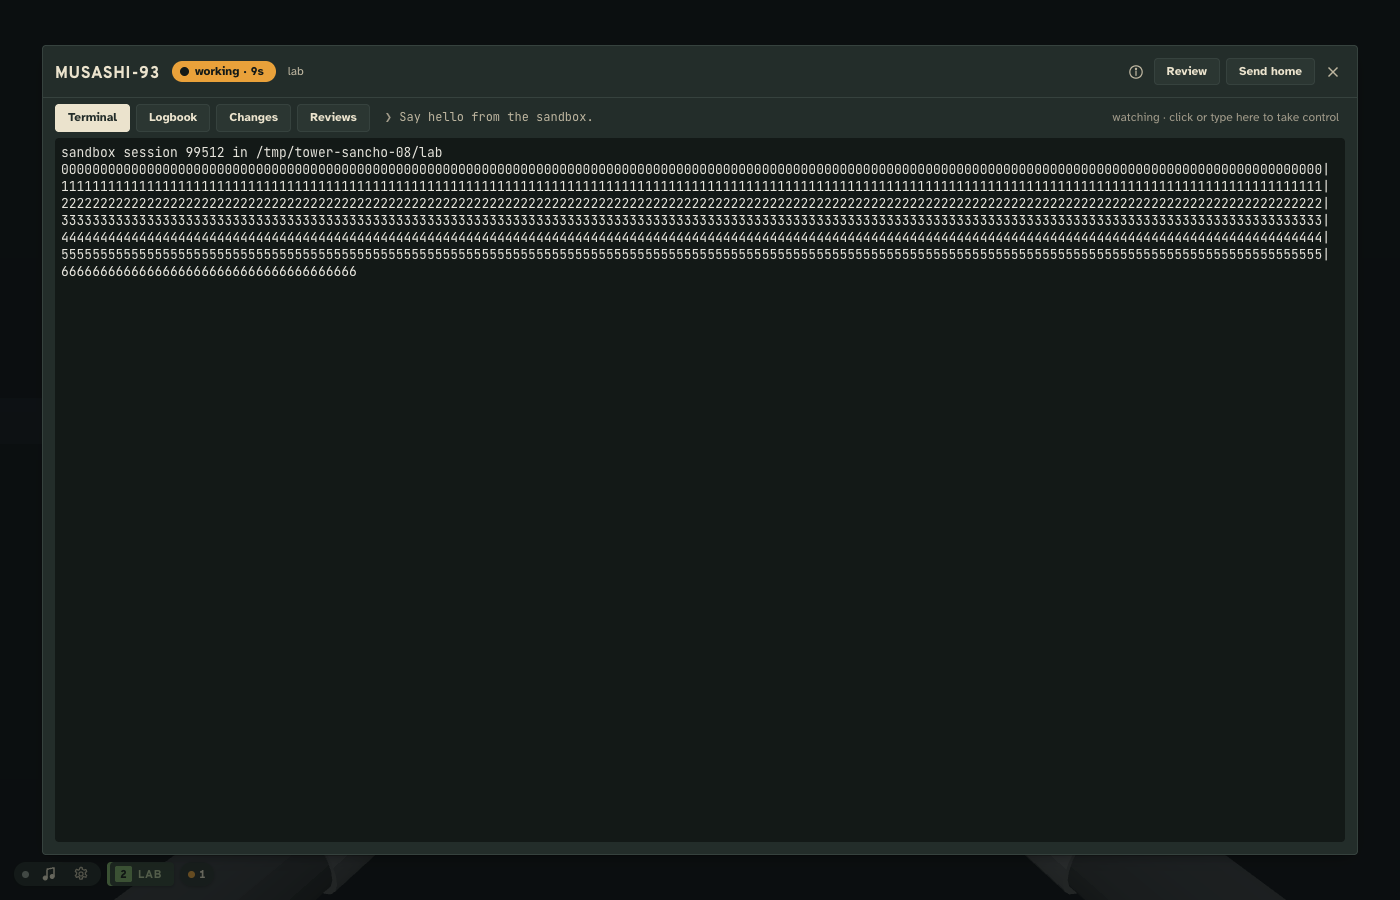 MUSASHI-93
working · 9s
lab
Review
Send home
Terminal
Logbook
Changes
Reviews
❯ Say hello from the sandbox.
watching · click or type here to take control
sandbox session 99512 in /tmp/tower-sancho-08/lab
000000000000000000000000000000000000000000000000000000000000000000000000000000000000000000000000000000000000000000000000000000000000000000000000000000000000000000|
111111111111111111111111111111111111111111111111111111111111111111111111111111111111111111111111111111111111111111111111111111111111111111111111111111111111111111|
222222222222222222222222222222222222222222222222222222222222222222222222222222222222222222222222222222222222222222222222222222222222222222222222222222222222222222|
333333333333333333333333333333333333333333333333333333333333333333333333333333333333333333333333333333333333333333333333333333333333333333333333333333333333333333|
444444444444444444444444444444444444444444444444444444444444444444444444444444444444444444444444444444444444444444444444444444444444444444444444444444444444444444|
555555555555555555555555555555555555555555555555555555555555555555555555555555555555555555555555555555555555555555555555555555555555555555555555555555555555555555|
66666666666666666666666666666666666666
2 LAB
1